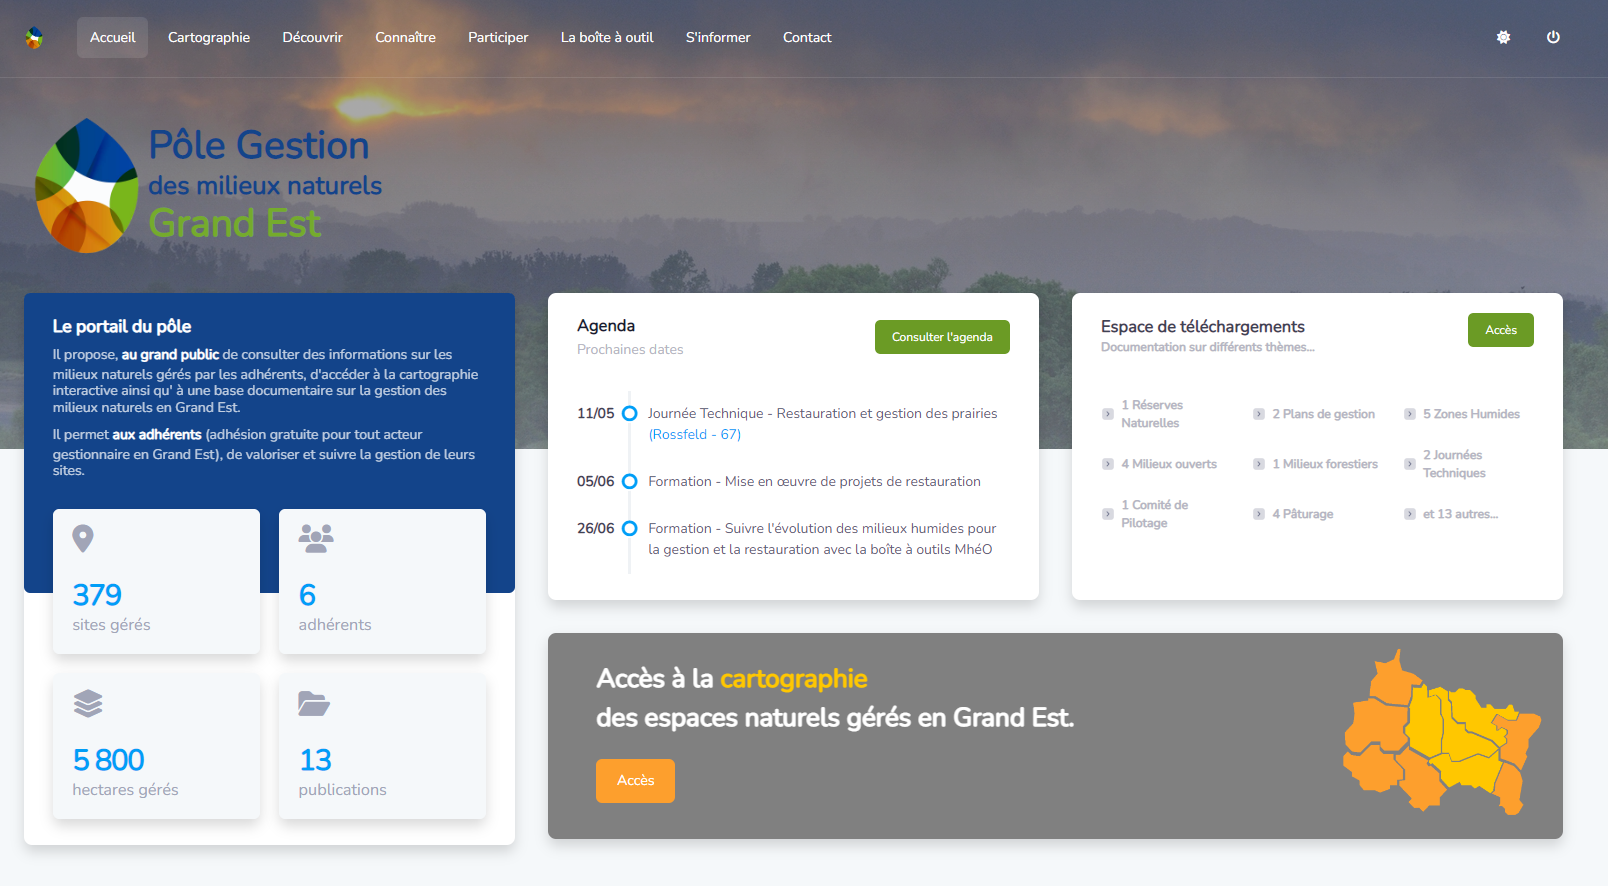 Accueil Cartographie Découvrir Connaître Participer La boîte à outil S'informer Contact
Pôle Gestion
des milieux naturels
Grand Est
Le portail du pôle
Il propose, au grand public de consulter des informations sur les
milieux naturels gérés par les adhérents, d'accéder à la cartographie
interactive ainsi qu' à une base documentaire sur la gestion des
milieux naturels en Grand Est.
Il permet aux adhérents (adhésion gratuite pour tout acteur
gestionnaire en Grand Est), de valoriser et suivre la gestion de leurs
sites.
379
sites gérés
6
adhérents
5 800
hectares gérés
13
publications
Agenda
Prochaines dates
Consulter l'agenda
11/05 Journée Technique - Restauration et gestion des prairies
(Rossfeld - 67)
05/06 Formation - Mise en œuvre de projets de restauration
26/06 Formation - Suivre l'évolution des milieux humides pour
la gestion et la restauration avec la boîte à outils MhéO
Espace de téléchargements
Documentation sur différents thèmes...
Accès
1 Réserves
Naturelles
2 Plans de gestion
5 Zones Humides
4 Milieux ouverts
1 Milieux forestiers
2 Journées
Techniques
1 Comité de
Pilotage
4 Pâturage
et 13 autres...
Accès à la cartographie
des espaces naturels gérés en Grand Est.
Accès